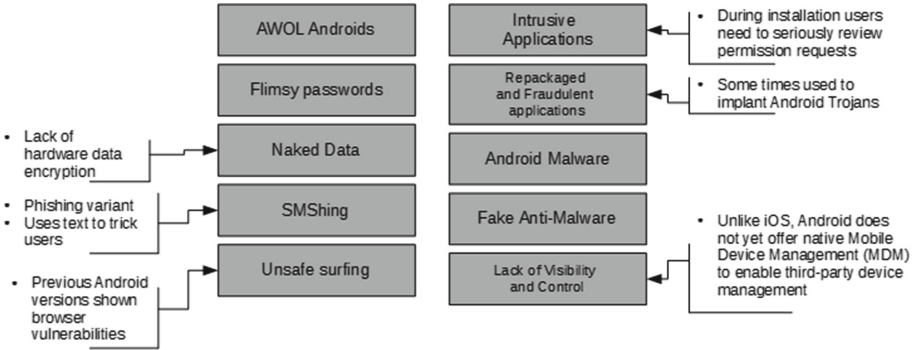 AWOL Androids
Flimsy passwords
• Lack of
hardware data
encryption
Naked Data
• Phishing variant
• Uses text to trick
users
SMShing
• Previous Android
versions shown
browser
vulnerabilities
Unsafe surfing
Intrusive
Applications
• During installation users
need to seriously review
permission requests
Repackaged
and Fraudulent
applications
• Some times used to
implant Android Trojans
Android Malware
Fake Anti-Malware
Lack of Visibility
and Control
• Unlike iOS, Android does
not yet offer native Mobile
Device Management (MDM)
to enable third-party device
management